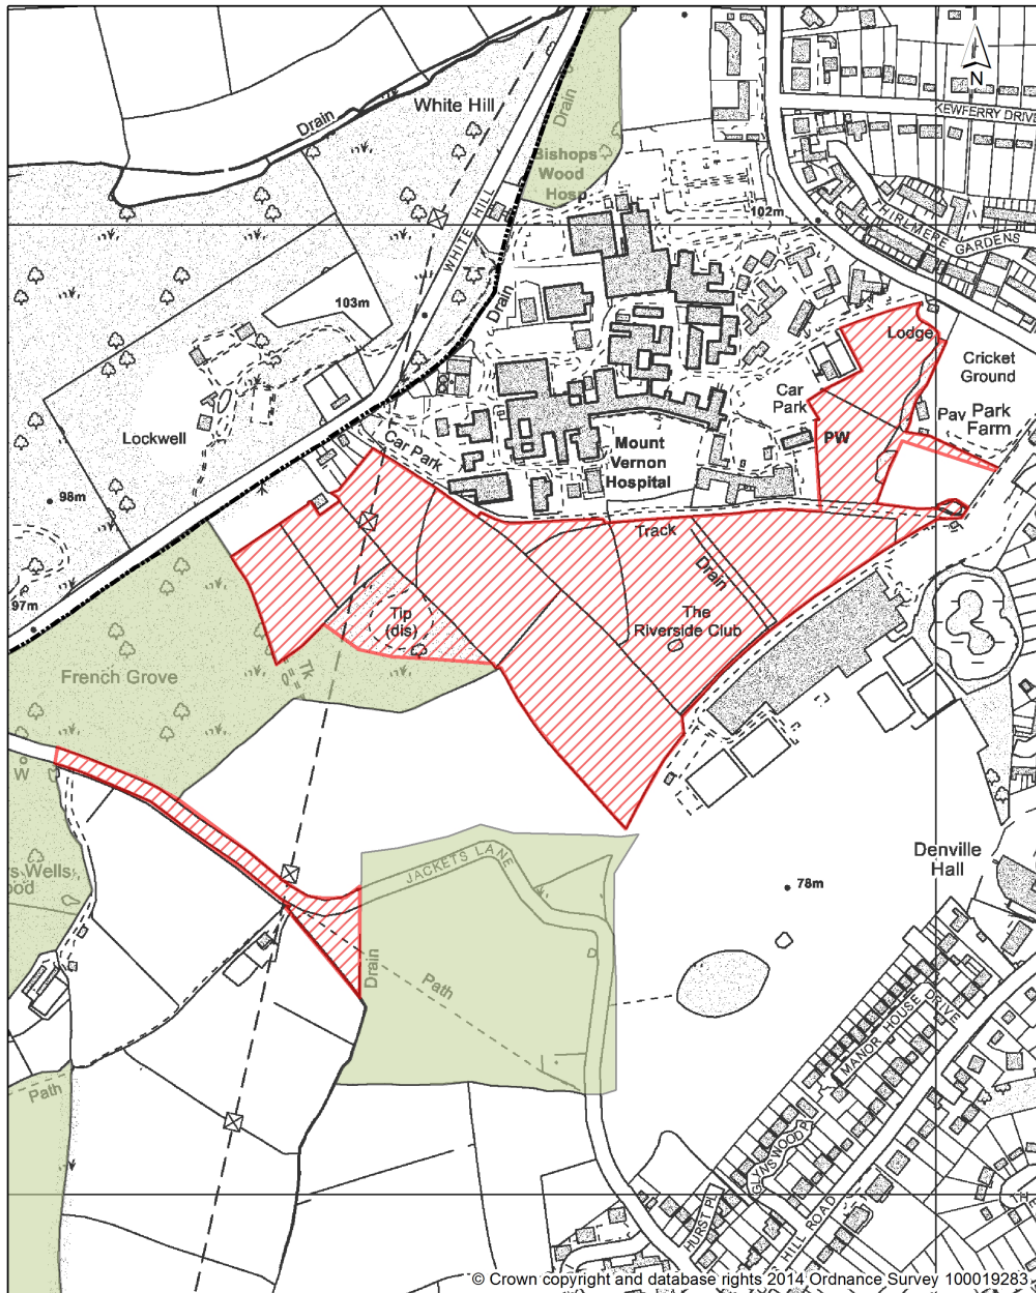 N
KEWFERRY DRIVE
White Hill
Drain
Drain
Bishops
Wood
Hosp
WHITE HILL
102m
THIRLMERE GARDENS
103m
Drain
Lodge
Cricket
Ground
Car
Park
Pav
Park
Farm
PW
Lockwell
Car Park
Mount
Vernon
Hospital
98m
Track
Drain
97m
Tip
(dis)
The
Riverside Club
French Grove
Tk
W
JACKETS LANE
Denville
Hall
78m
Drain
Path
Path
MANOR HOUSE DRIVE
HURST PL
HILL ROAD
© Crown copyright and database rights 2014 Ordnance Survey 100019283